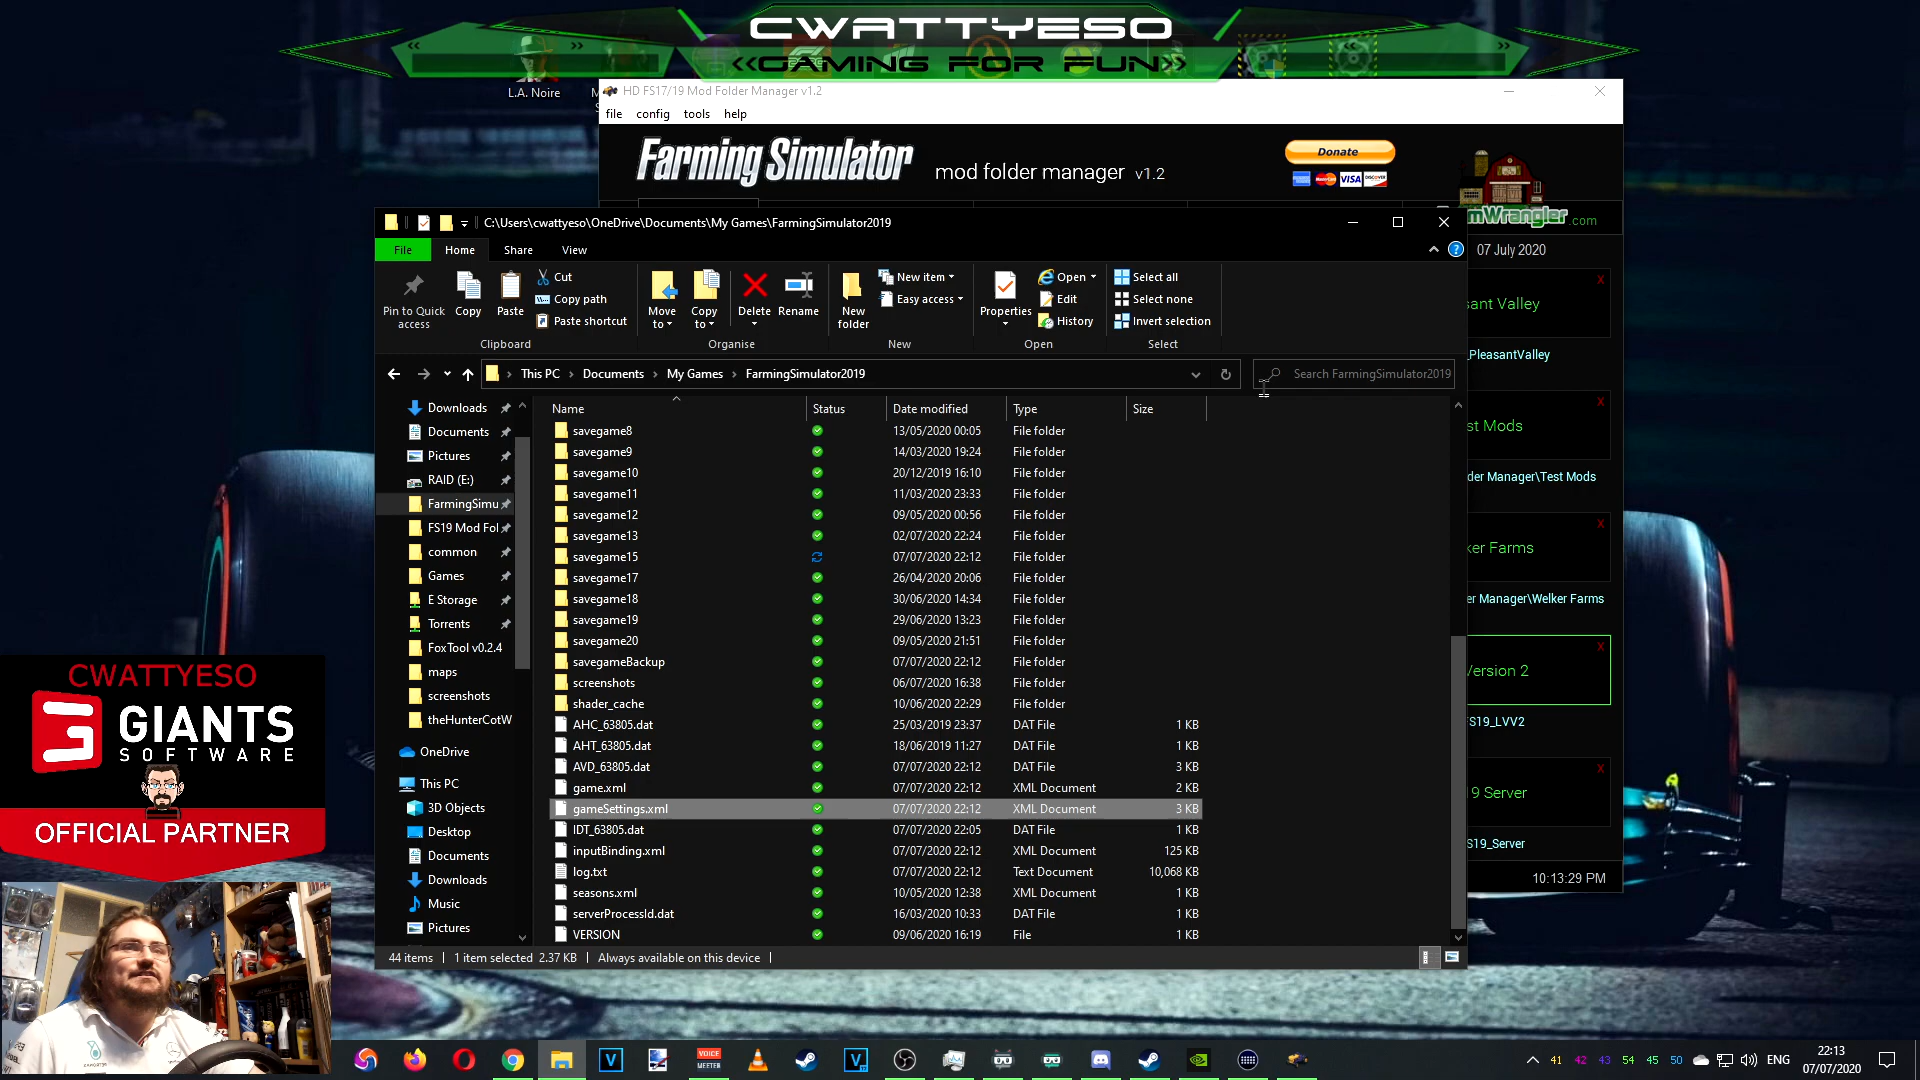 CWATTYESO
«GAMING FOR FUN»
L.A. Noire
HD FS17/19 Mod Folder Manager v1.2
file config tools help
Farming Simulator
mod folder manager v1.2
Donate
VISA
DISCOVER
mWrangler.com
C:\Users\cwattyeso\OneDrive\Documents\My Games\FarmingSimulator2019
File Home Share View
07 July 2020
Pin to Quick access
Copy
Paste
Cut
Copy path
Paste shortcut
Clipboard
Move to
Copy to
Delete
Rename
Organise
New folder
New item
Easy access
New
Properties
Open
Edit
History
Open
Select all
Select none
Invert selection
Select
This PC > Documents > My Games > FarmingSimulator2019
Search FarmingSimulator2019
Name Status Date modified Type Size
savegame8 13/05/2020 00:05 File folder
savegame9 14/03/2020 19:24 File folder
savegame10 20/12/2019 16:10 File folder
savegame11 11/03/2020 23:33 File folder
savegame12 09/05/2020 00:56 File folder
savegame13 02/07/2020 22:24 File folder
savegame15 07/07/2020 22:12 File folder
savegame17 26/04/2020 20:06 File folder
savegame18 30/06/2020 14:34 File folder
savegame19 29/06/2020 13:23 File folder
savegame20 09/05/2020 21:51 File folder
savegameBackup 07/07/2020 22:12 File folder
screenshots 06/07/2020 16:38 File folder
shader_cache 10/06/2020 22:29 File folder
AHC_63805.dat 25/03/2019 23:37 DAT File 1 KB
AHT_63805.dat 18/06/2019 11:27 DAT File 1 KB
AVD_63805.dat 07/07/2020 22:12 DAT File 3 KB
game.xml 07/07/2020 22:12 XML Document 2 KB
gameSettings.xml 07/07/2020 22:12 XML Document 3 KB
IDT_63805.dat 07/07/2020 22:05 DAT File 1 KB
inputBinding.xml 07/07/2020 22:12 XML Document 125 KB
log.txt 07/07/2020 22:12 Text Document 10,068 KB
seasons.xml 10/05/2020 12:38 XML Document 1 KB
serverProcessId.dat 16/03/2020 10:33 DAT File 1 KB
VERSION 09/06/2020 16:19 File 1 KB
Downloads
Documents
Pictures
RAID (E:)
FarmingSimu
FS19 Mod Fol
common
Games
E Storage
Torrents
FoxTool v0.2.4
maps
screenshots
theHunterCotW
OneDrive
This PC
3D Objects
Desktop
Documents
Downloads
Music
Pictures
44 items 1 item selected 2.37 KB Always available on this device
x
sant Valley
_PleasantValley
x
st Mods
der Manager\Test Mods
x
ker Farms
er Manager\Welker Farms
x
Version 2
FS19_LVV2
x
19 Server
S19_Server
10:13:29 PM
CWATTYESO
GIANTS
SOFTWARE
OFFICIAL PARTNER
VOICE
MEETER
41 42 43 54 45 50
ENG
22:13
07/07/2020